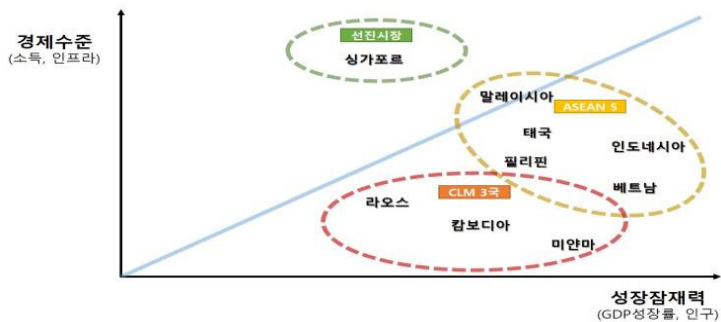 경제수준
(소득, 인프라)
선진시장
싱가포르
말레이시아
ASEAN 5
태국
인도네시아
필리핀
베트남
CLM 3국
라오스
캄보디아
미얀마
성장잠재력
(GDP성장률, 인구)